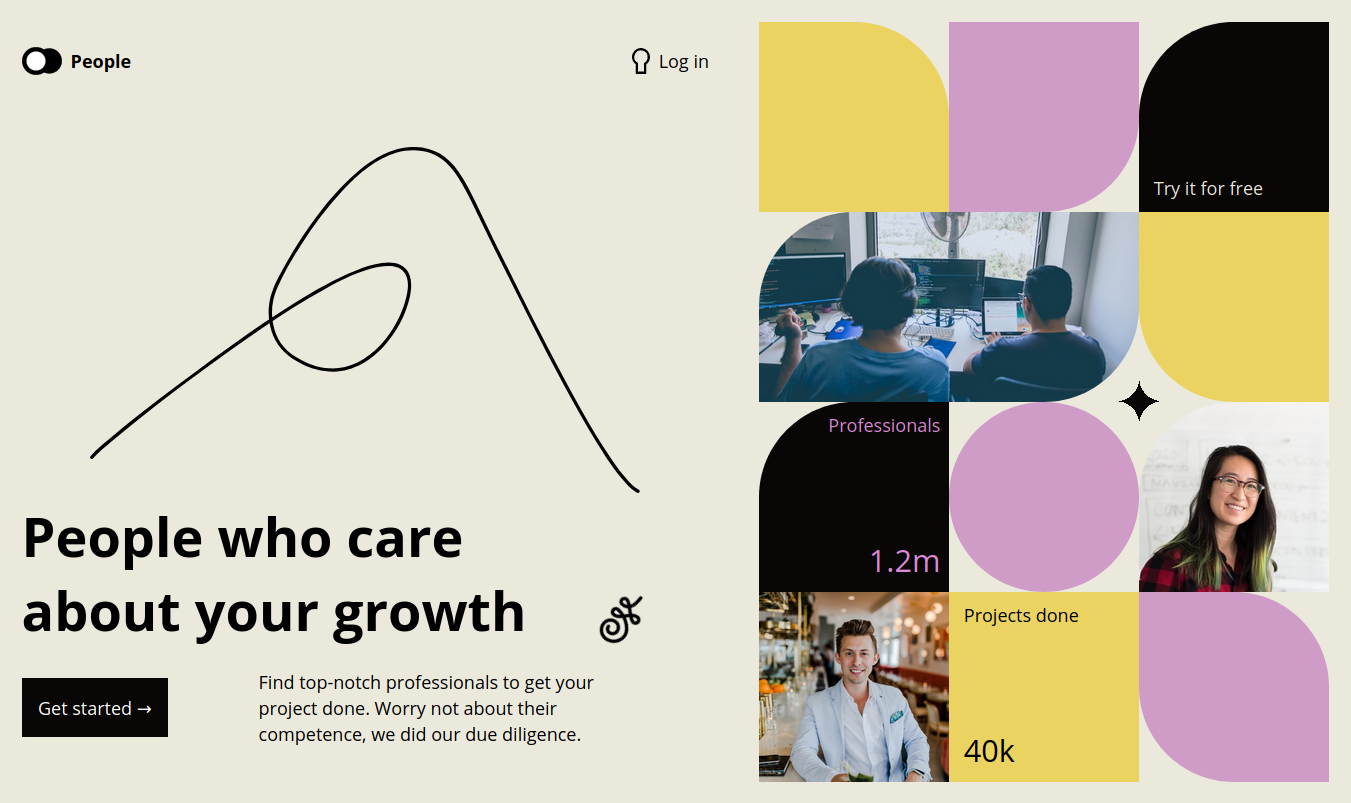 People
Log in
People who care
about your growth
Get started →
Find top-notch professionals to get your
project done. Worry not about their
competence, we did our due diligence.
Try it for free
Professionals
1.2m
Projects done
40k